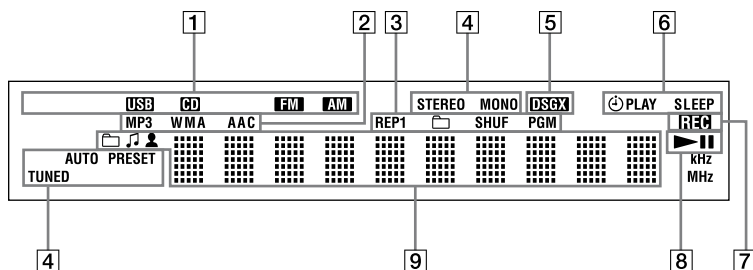 1 2 3 4 5 6
USB CD FM AM STEREO MONO DSGX PLAY SLEEP
MP3 WMA AAC REP1 SHUF PGM REC
AUTO PRESET kHz
TUNED MHz
4 9 8 7